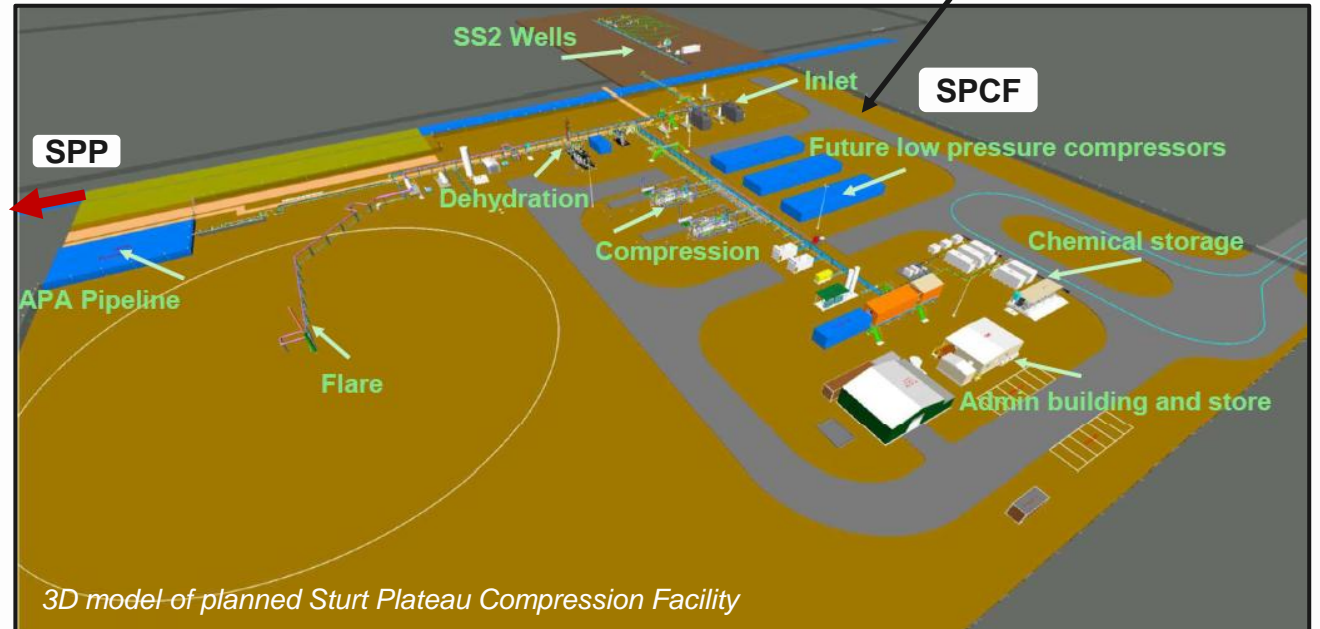 SS2 Wells
Inlet
SPCF
SPP
Future low pressure compressors
Dehydration
Compression
Chemical storage
APA Pipeline
Flare
Admin building and store
3D model of planned Sturt Plateau Compression Facility